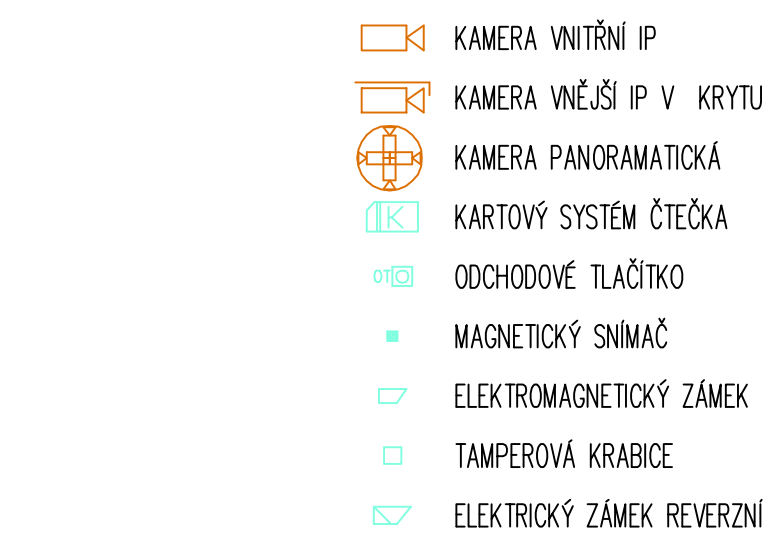 KAMERA VNITŘNÍ IP
KAMERA VNĚJŠÍ IP V KRYTU
KAMERA PANORAMATICKÁ
K KARTOVÝ SYSTÉM ČTEČKA
OT ODCHODOVÉ TLAČÍTKO
MAGNETICKÝ SNÍMAČ
ELEKTROMAGNETICKÝ ZÁMEK
TAMPEROVÁ KRABICE
ELEKTRICKÝ ZÁMEK REVERZNÍ